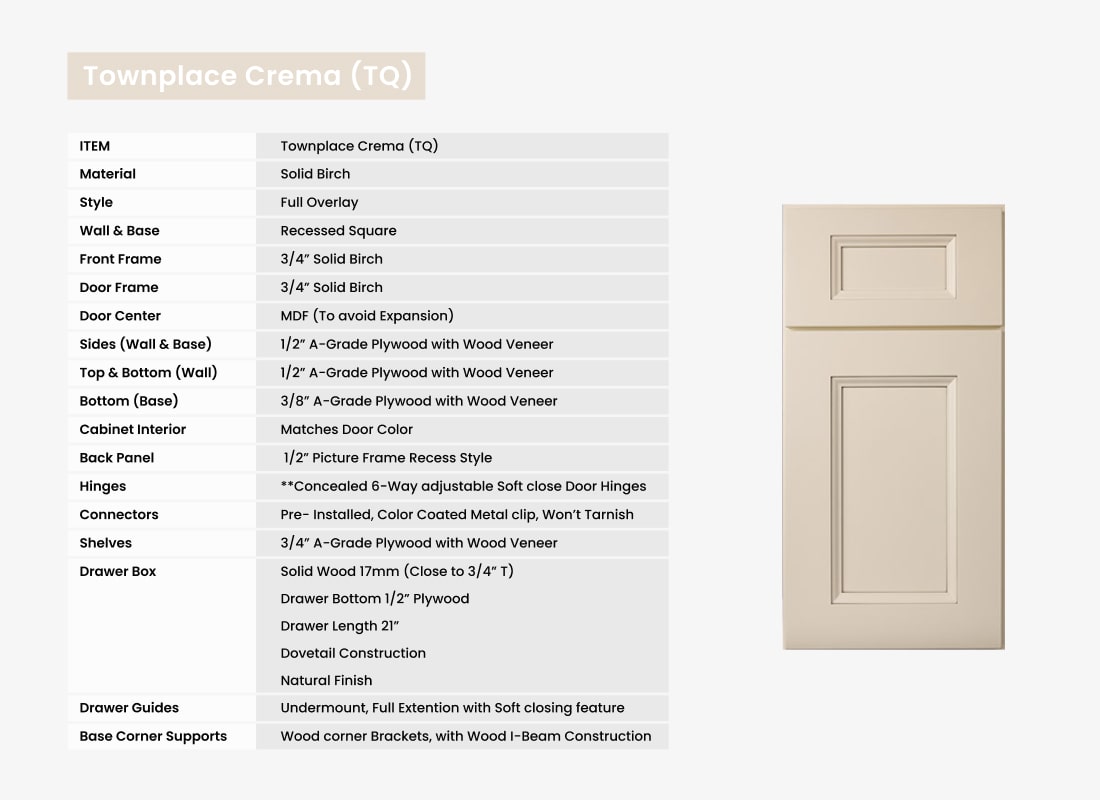 Townplace Crema (TQ)
ITEM Townplace Crema (TQ)
Material Solid Birch
Style Full Overlay
Wall & Base Recessed Square
Front Frame 3/4” Solid Birch
Door Frame 3/4” Solid Birch
Door Center MDF (To avoid Expansion)
Sides (Wall & Base) 1/2” A-Grade Plywood with Wood Veneer
Top & Bottom (Wall) 1/2” A-Grade Plywood with Wood Veneer
Bottom (Base) 3/8” A-Grade Plywood with Wood Veneer
Cabinet Interior Matches Door Color
Back Panel 1/2” Picture Frame Recess Style
Hinges **Concealed 6-Way adjustable Soft close Door Hinges
Connectors Pre- Installed, Color Coated Metal clip, Won’t Tarnish
Shelves 3/4” A-Grade Plywood with Wood Veneer
Drawer Box Solid Wood 17mm (Close to 3/4” T)
Drawer Bottom 1/2” Plywood
Drawer Length 21”
Dovetail Construction
Natural Finish
Drawer Guides Undermount, Full Extention with Soft closing feature
Base Corner Supports Wood corner Brackets, with Wood I-Beam Construction